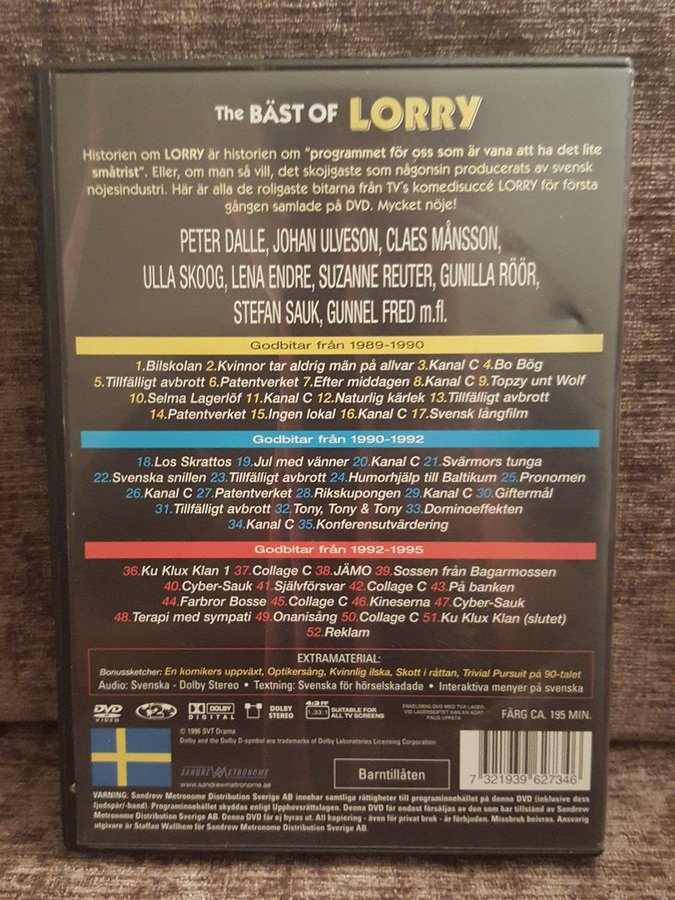 The BÄST OF LORRY
Historien om LORRY är historien om "programmet för oss som är vana att ha det lite
småtrist". Eller, om man så vill, det skojigaste som någonsin producerats av svensk
nöjesindustri. Här är alla de roligaste bitarna från TV's komedisuccé LORRY för första
gången samlade på DVD. Mycket nöje!
PETER DALLE, JOHAN ULVESON, CLAES MÅNSSON,
ULLA SKOOG, LENA ENDRE, SUZANNE REUTER, GUNILLA RÖÖR,
STEFAN SAUK, GUNNEL FRED m.fl.
Godbitar från 1989-1990
1.Bilskolan 2.Kvinnor tar aldrig män på allvar 3.Kanal C 4.Bo Bög
5.Tillfälligt avbrott 6.Patentverket 7.Efter middagen 8.Kanal C 9.Topzy unt Wolf
10.Selma Lagerlöf 11.Kanal C 12.Naturlig kärlek 13.Tillfälligt avbrott
14.Patentverket 15.Ingen lokal 16.Kanal C 17.Svensk långfilm
Godbitar från 1990-1992
18.Los Skrattos 19.Jul med vänner 20.Kanal C 21.Svärmors tunga
22.Svenska snillen 23.Tillfälligt avbrott 24.Humorhjälp till Baltikum 25.Pronomen
26.Kanal C 27.Patentverket 28.Rikskupongen 29.Kanal C 30.Giftermål
31.Tillfälligt avbrott 32.Tony, Tony & Tony 33.Dominoeffekten
34.Kanal C 35.Konferensutvärdering
Godbitar från 1992-1995
36.Ku Klux Klan 1 37.Collage C 38.JÄMO 39.Sossen från Bagarmossen
40.Cyber-Sauk 41.Självförsvar 42.Collage C 43.På banken
44.Farbror Bosse 45.Collage C 46.Kineserna 47.Cyber-Sauk
48.Terapi med sympati 49.Onanisång 50.Collage C 51.Ku Klux Klan (slutet)
52.Reklam
EXTRAMATERIAL:
Bonussketcher: En komikers uppväxt, Optikersång, Kvinnlig ilska, Skott i råttan, Trivial Pursuit på 90-talet
Audio: Svenska - Dolby Stereo • Textning: Svenska för hörselskadade • Interaktiva menyer på svenska
DVD VIDEO 2 DOLBY DIGITAL DOLBY STEREO 4:3 FF 1.33:1 SUITABLE FOR ALL TV SCREENS
ENKELSIDIG DVD MED TVÅ LAGER.
VID LAGERSKIFTET KAN EN KORT
PAUS UPPSTÅ.
FÄRG CA. 195 MIN.
© 1996 SVT Drama
Dolby and the Dolby D-symbol are trademarks of Dolby Laboratories Licensing Corporation.
SANDREW METRONOME
www.sandrewmetronome.se
Barntillåten
7 321939 627346
VARNING: Sandrew Metronome Distribution Sverige AB innehar samtliga rättigheter till programinnehållet på denna DVD (inklusive dess
ljudspår/-band). Programinnehållet skyddas enligt Upphovsrättslagen. Denna DVD får endast försäljas av den som har tillstånd av Sandrew
Metronome Distribution Sverige AB. Denna DVD får ej hyras ut. All kopiering - även för privat bruk - är förbjuden. Missbruk beivras. Ansvarig
utgivare är Staffan Wallhem för Sandrew Metronome Distribution Sverige AB.